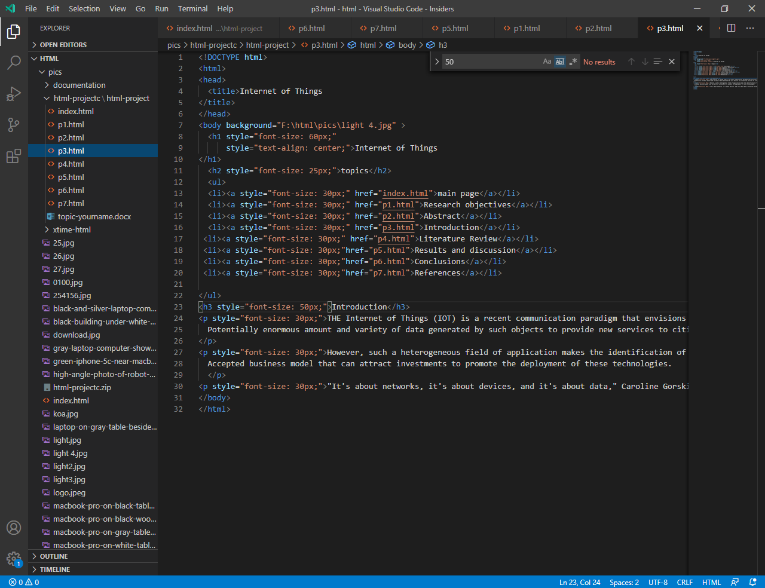 File Edit Selection View Go Run Terminal Help
p3.html - html - Visual Studio Code - Insiders
EXPLORER
OPEN EDITORS
HTML
pics
documentation
html-projectc \ html-project
index.html
p1.html
p2.html
p3.html
p4.html
p5.html
p6.html
p7.html
topic-yourname.docx
xtime-html
25.jpg
26.jpg
27.jpg
0100.jpg
254156.jpg
black-and-silver-laptop-com...
black-building-under-white-...
download.jpg
gray-laptop-computer-show...
green-iphone-5c-near-macb...
high-angle-photo-of-robot-...
html-projectc.zip
index.html
koa.jpg
laptop-on-gray-table-beside...
light.jpg
light 4.jpg
light2.jpg
light3.jpg
logo.jpeg
macbook-pro-on-black-tabl...
macbook-pro-on-black-woo...
macbook-pro-on-gray-table...
macbook-pro-on-white-tabl...
OUTLINE
TIMELINE
index.html ...\html-project p6.html p7.html p5.html p1.html p2.html p3.html
pics > html-projectc > html-project > p3.html > html > body > h3
50 Aa No results
1 <!DOCTYPE html>
2 <html>
3 <head>
4 <title>Internet of Things
5 </title>
6 </head>
7 <body background="F:\html\pics\light 4.jpg" >
8 <h1 style="font-size: 60px;"
9 style="text-align: center;">Internet of Things
10 </h1>
11 <h2 style="font-size: 25px;">topics</h2>
12 <ul>
13 <li><a style="font-size: 30px;" href="index.html">main page</a></li>
14 <li><a style="font-size: 30px;" href="p1.html">Research objectives</a></li>
15 <li><a style="font-size: 30px;" href="p2.html">Abstract</a></li>
16 <li><a style="font-size: 30px;" href="p3.html">Introduction</a></li>
17 <li><a style="font-size: 30px;" href="p4.html">Literature Review</a></li>
18 <li><a style="font-size: 30px;"href="p5.html">Results and discussion</a></li>
19 <li><a style="font-size: 30px;"href="p6.html">Conclusions</a></li>
20 <li><a style="font-size: 30px;"href="p7.html">References</a></li>
21
22 </ul>
23 <h3 style="font-size: 50px;">Introduction</h3>
24 <p style="font-size: 30px;">THE Internet of Things (IOT) is a recent communication paradigm that envisions
25 Potentially enormous amount and variety of data generated by such objects to provide new services to citi
26 </p>
27 <p style="font-size: 30px;">However, such a heterogeneous field of application makes the identification of
28 Accepted business model that can attract investments to promote the deployment of these technologies.
29 </p>
30 <p style="font-size: 30px;">"It's about networks, it's about devices, and it's about data," Caroline Gorsk
31 </body>
32 </html>
1
0 0 Ln 23, Col 24 Spaces: 2 UTF-8 CRLF HTML